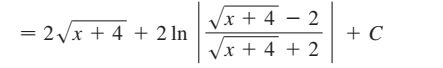 = 2√(x + 4) + 2 ln |(√(x + 4) − 2)/(√(x + 4) + 2)| + C